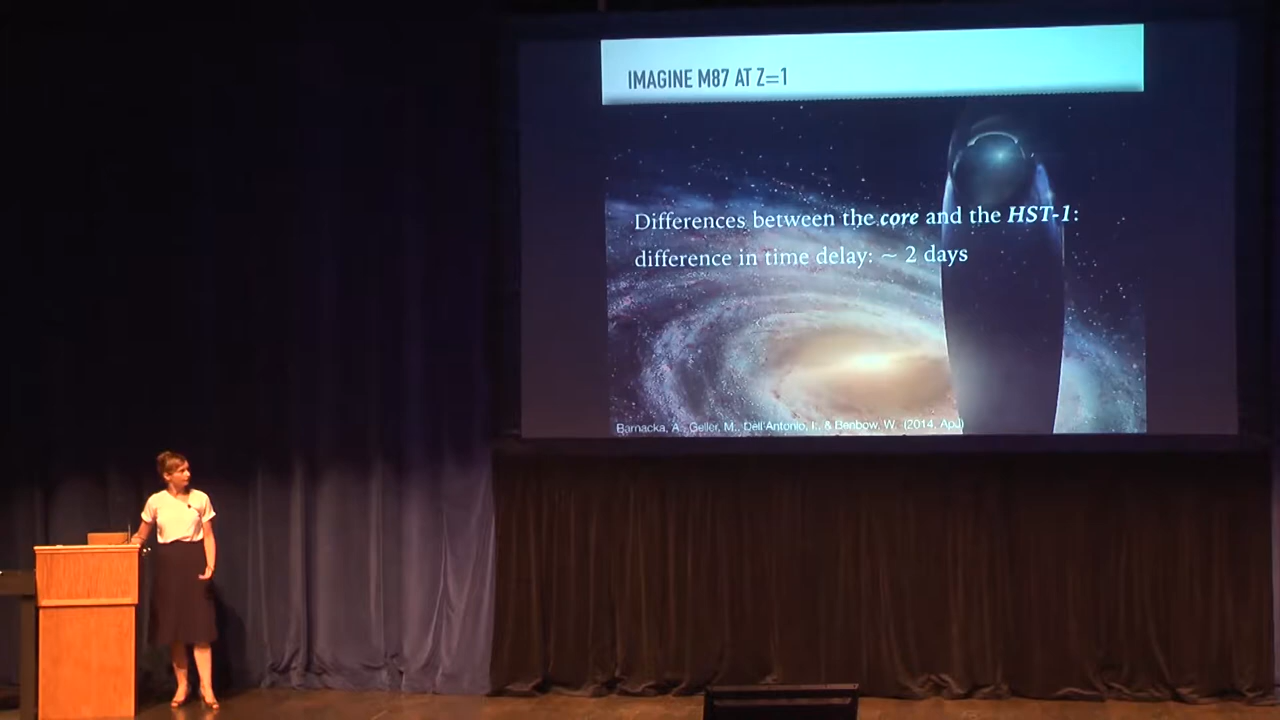 IMAGINE M87 AT Z=1
Differences between the core and the HST-1:
difference in time delay: ~ 2 days
Barnacka, A., Geller, M., Dell'Antonio, I., & Benbow, W. (2014, ApJ)